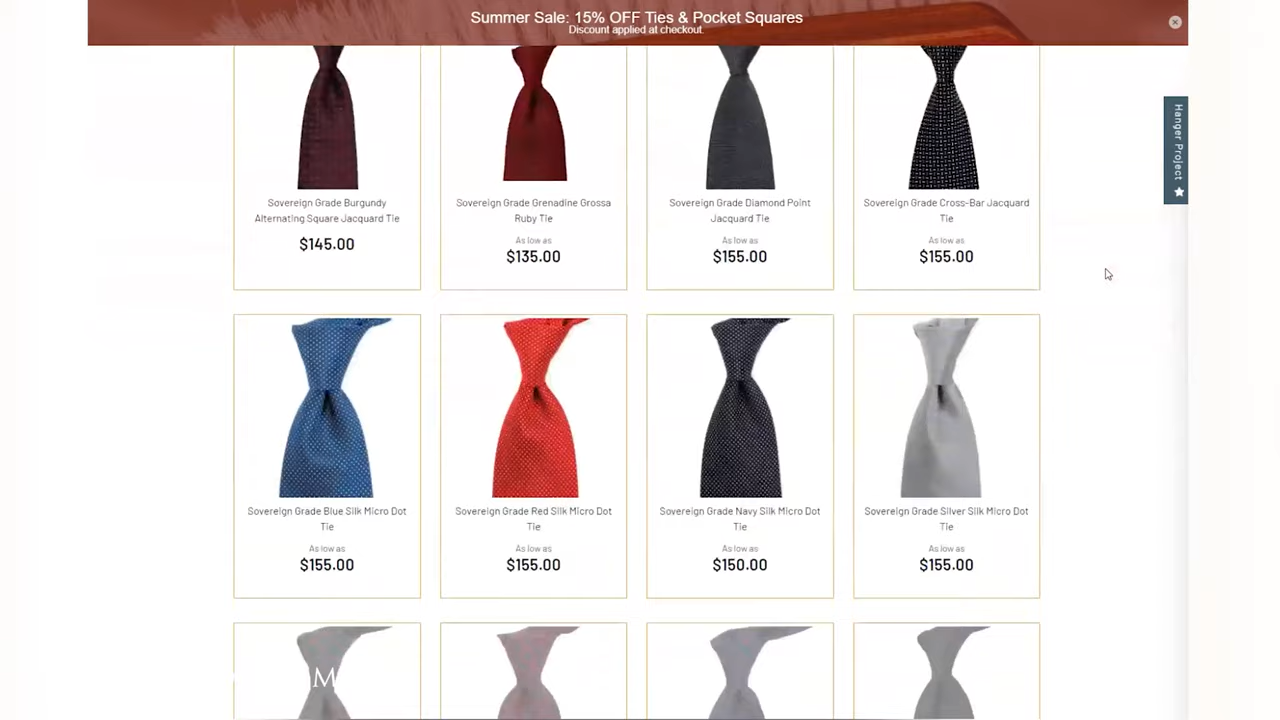 Summer Sale: 15% OFF Ties & Pocket Squares
Discount applied at checkout.
Hanger Project
Sovereign Grade Burgundy
Alternating Square Jacquard Tie
$145.00
Sovereign Grade Grenadine Grossa
Ruby Tie
As low as
$135.00
Sovereign Grade Diamond Point
Jacquard Tie
As low as
$155.00
Sovereign Grade Cross-Bar Jacquard
Tie
As low as
$155.00
Sovereign Grade Blue Silk Micro Dot
Tie
As low as
$155.00
Sovereign Grade Red Silk Micro Dot
Tie
As low as
$155.00
Sovereign Grade Navy Silk Micro Dot
Tie
As low as
$150.00
Sovereign Grade Silver Silk Micro Dot
Tie
As low as
$155.00